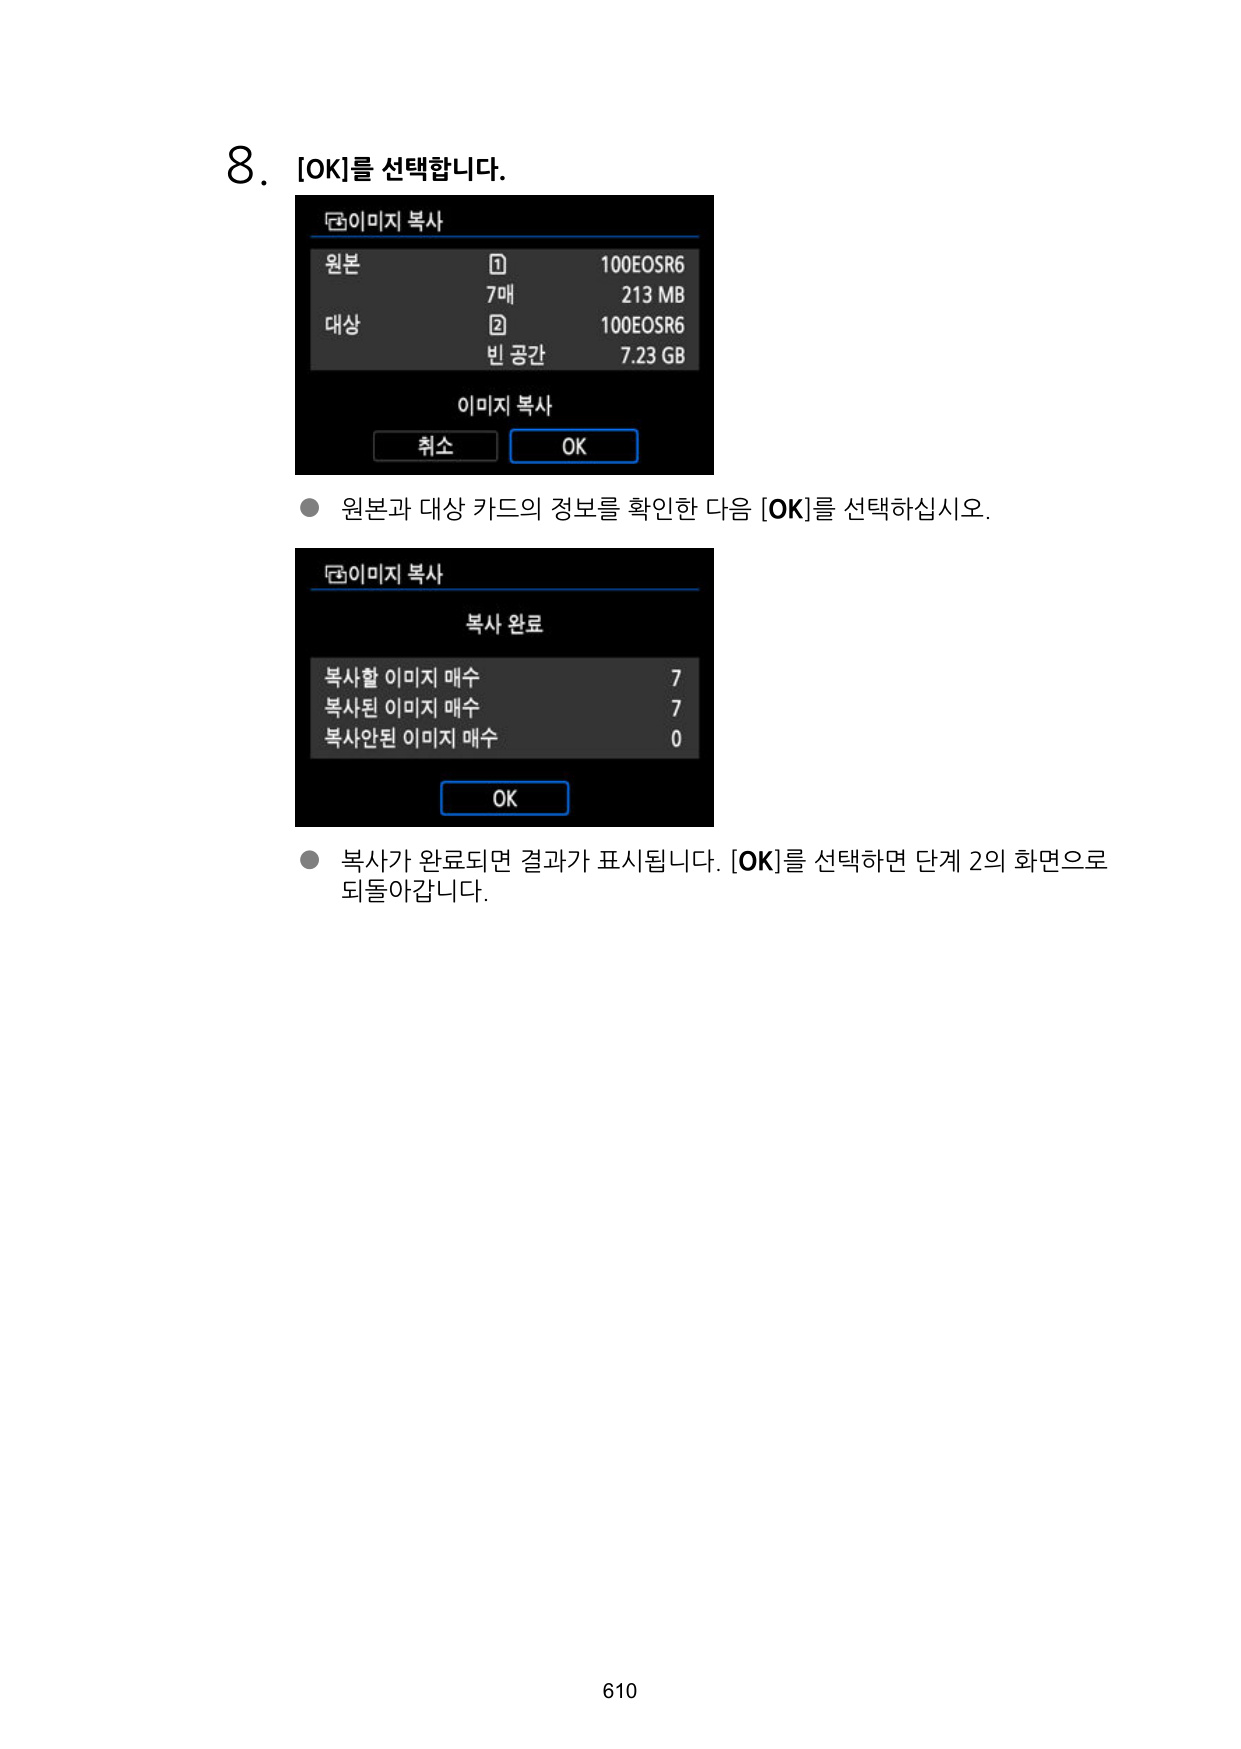 8. [OK]를 선택합니다.
이미지 복사
원본 1 100EOSR6
7매 213 MB
대상 2 100EOSR6
빈 공간 7.23 GB
이미지 복사
취소 OK
● 원본과 대상 카드의 정보를 확인한 다음 [OK]를 선택하십시오.
이미지 복사
복사 완료
복사할 이미지 매수 7
복사된 이미지 매수 7
복사안된 이미지 매수 0
OK
● 복사가 완료되면 결과가 표시됩니다. [OK]를 선택하면 단계 2의 화면으로
되돌아갑니다.
610